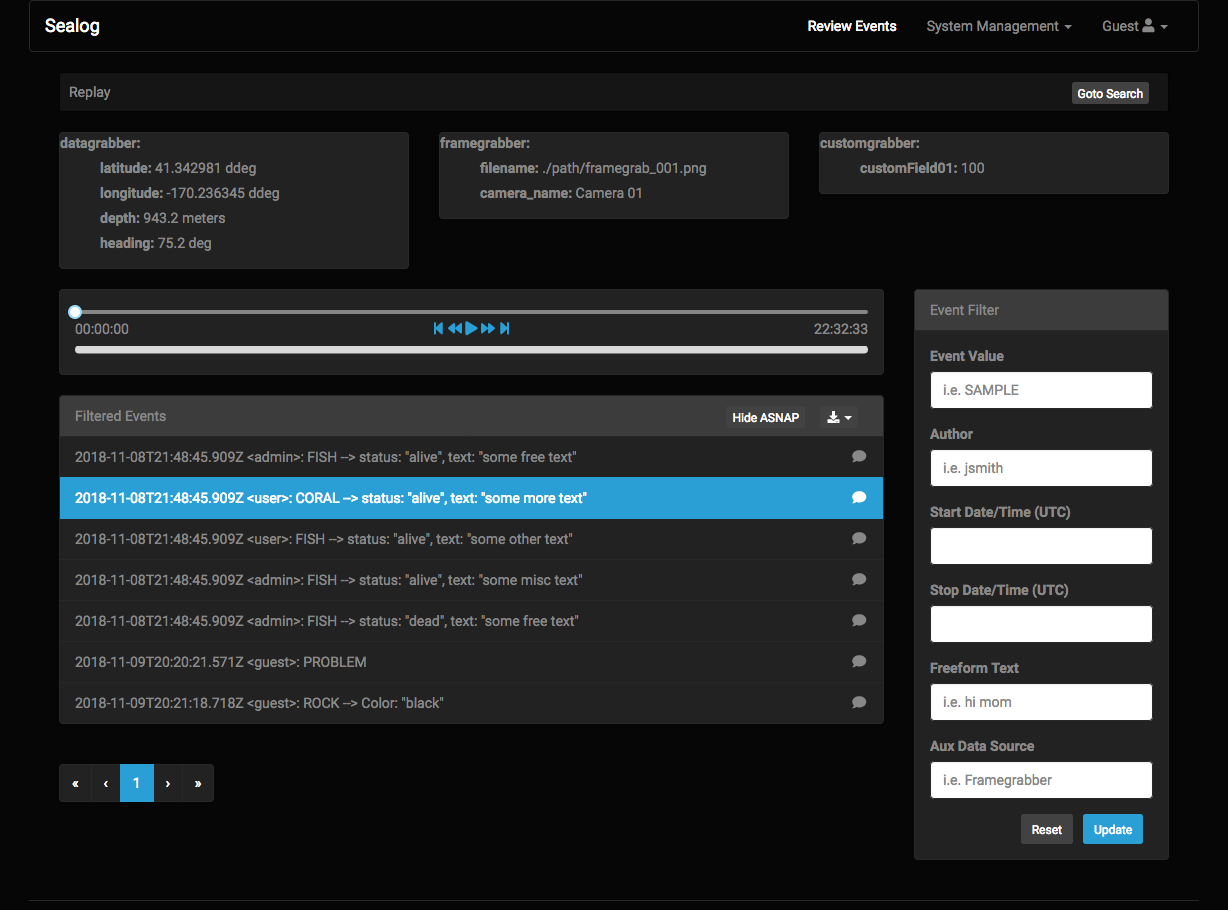 Sealog
Review Events System Management Guest
Replay
Goto Search
datagrabber:
latitude: 41.342981 ddeg
longitude: -170.236345 ddeg
depth: 943.2 meters
heading: 75.2 deg
framegrabber:
filename: ./path/framegrab_001.png
camera_name: Camera 01
customgrabber:
customField01: 100
00:00:00
22:32:33
Filtered Events
Hide ASNAP
2018-11-08T21:48:45.909Z <admin>: FISH --> status: "alive", text: "some free text"
2018-11-08T21:48:45.909Z <user>: CORAL --> status: "alive", text: "some more text"
2018-11-08T21:48:45.909Z <user>: FISH --> status: "alive", text: "some other text"
2018-11-08T21:48:45.909Z <admin>: FISH --> status: "alive", text: "some misc text"
2018-11-08T21:48:45.909Z <admin>: FISH --> status: "dead", text: "some free text"
2018-11-09T20:20:21.571Z <guest>: PROBLEM
2018-11-09T20:21:18.718Z <guest>: ROCK --> Color: "black"
« ‹ 1 › »
Event Filter
Event Value
i.e. SAMPLE
Author
i.e. jsmith
Start Date/Time (UTC)
Stop Date/Time (UTC)
Freeform Text
i.e. hi mom
Aux Data Source
i.e. Framegrabber
Reset Update